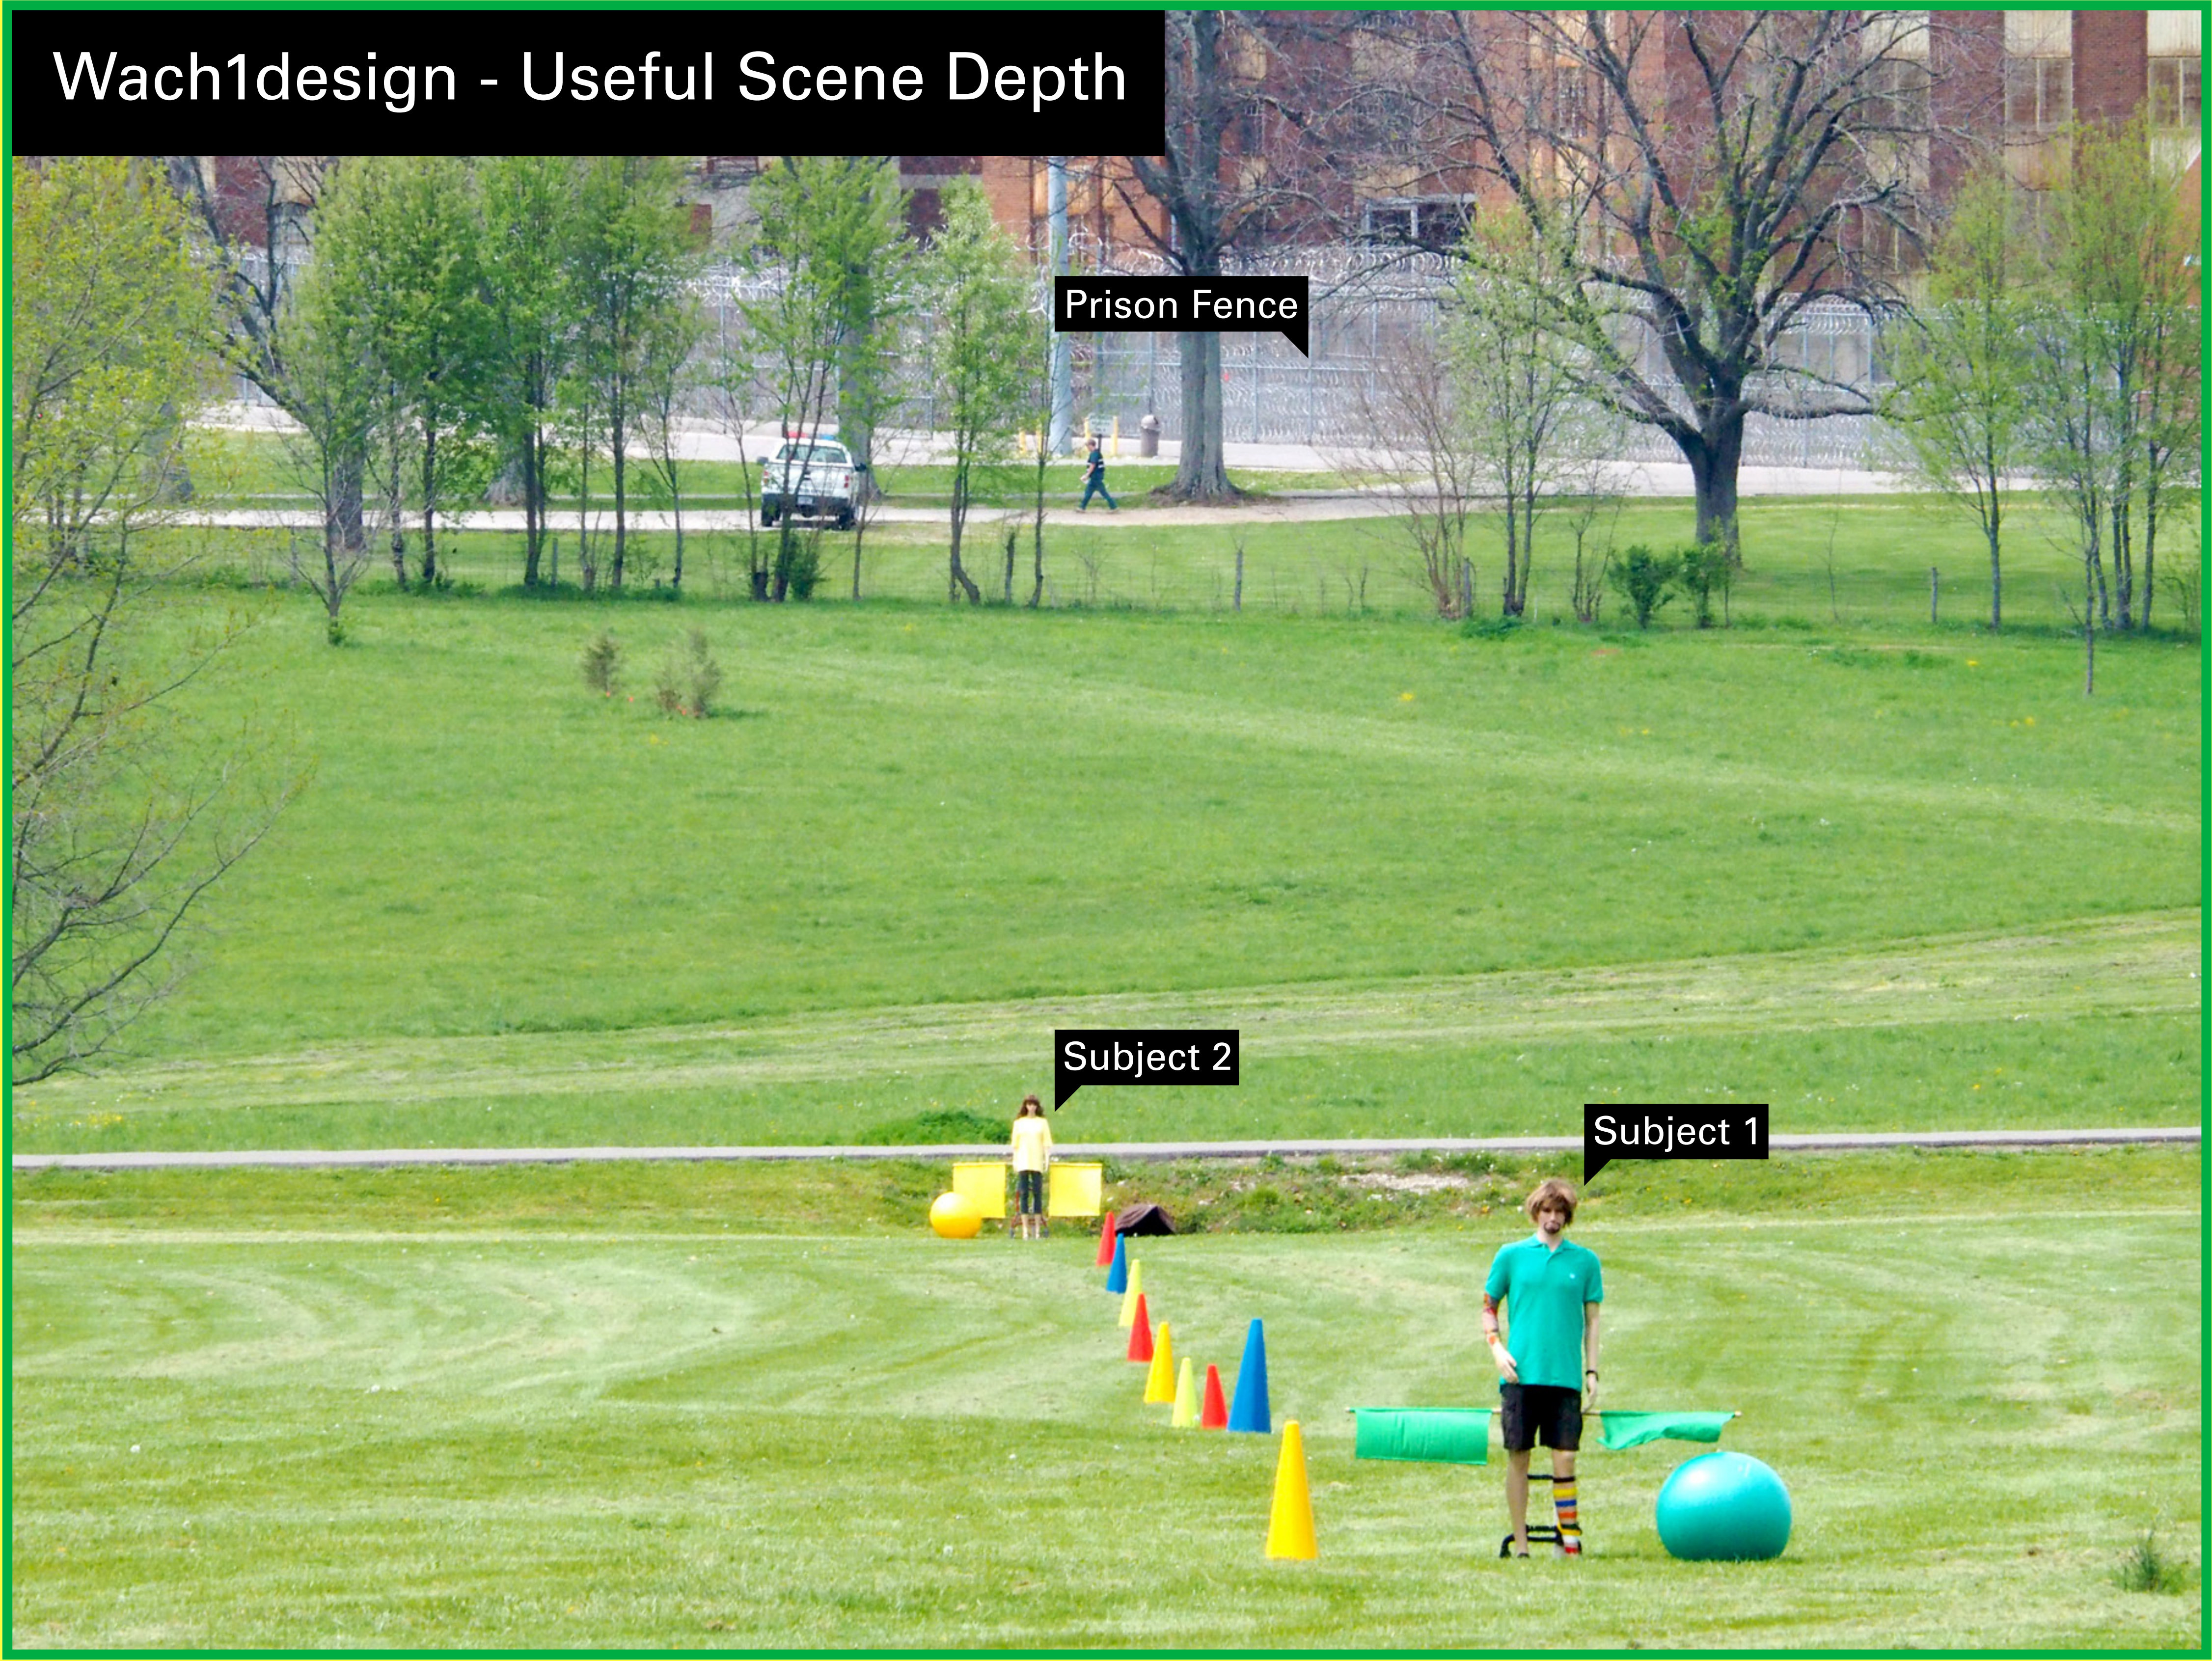 Wach1design - Useful Scene Depth
Prison Fence
Subject 2
Subject 1